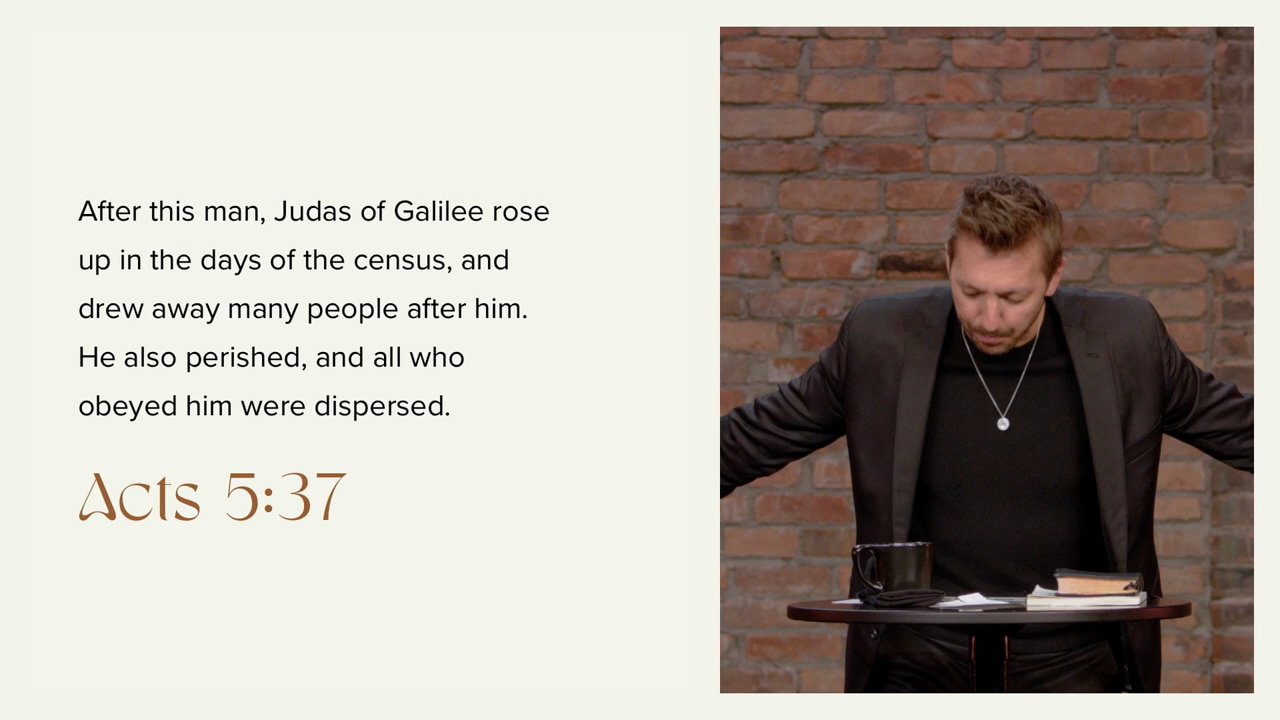 After this man, Judas of Galilee rose
up in the days of the census, and
drew away many people after him.
He also perished, and all who
obeyed him were dispersed.
Acts 5:37